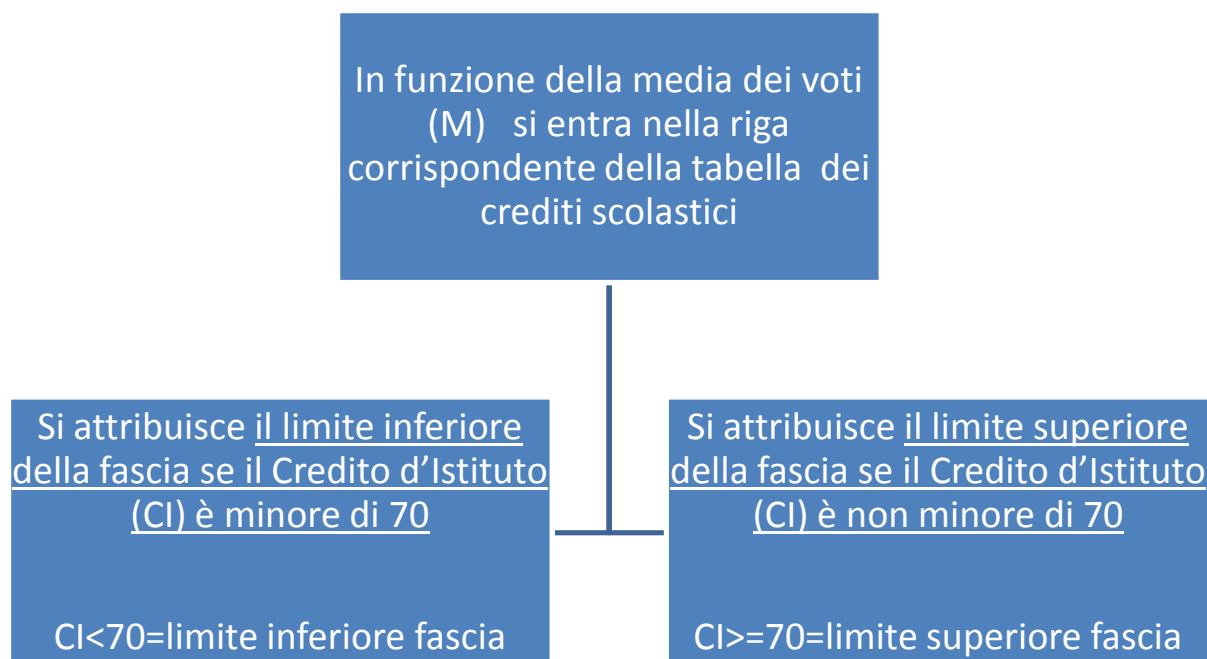 In funzione della media dei voti
(M) si entra nella riga
corrispondente della tabella dei
crediti scolastici
Si attribuisce il limite inferiore
della fascia se il Credito d’Istituto
(CI) è minore di 70
CI<70=limite inferiore fascia
Si attribuisce il limite superiore
della fascia se il Credito d’Istituto
(CI) è non minore di 70
CI>=70=limite superiore fascia